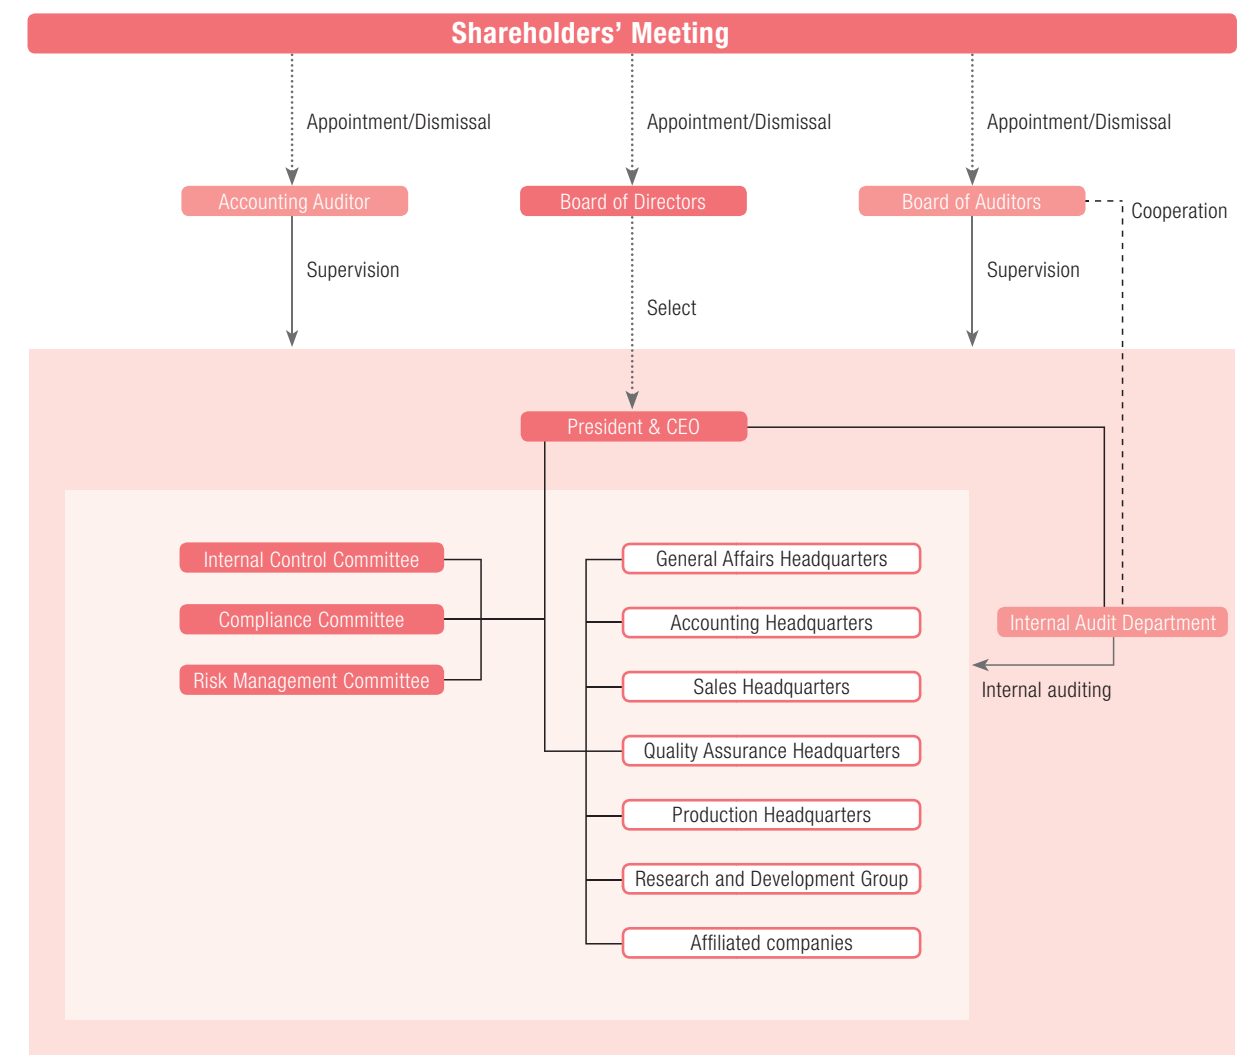 Shareholders’ Meeting
Appointment/Dismissal
Appointment/Dismissal
Appointment/Dismissal
Accounting Auditor
Board of Directors
Board of Auditors
Cooperation
Supervision
Supervision
Select
President & CEO
Internal Control Committee
Compliance Committee
Risk Management Committee
General Affairs Headquarters
Accounting Headquarters
Sales Headquarters
Quality Assurance Headquarters
Production Headquarters
Research and Development Group
Affiliated companies
Internal Audit Department
Internal auditing